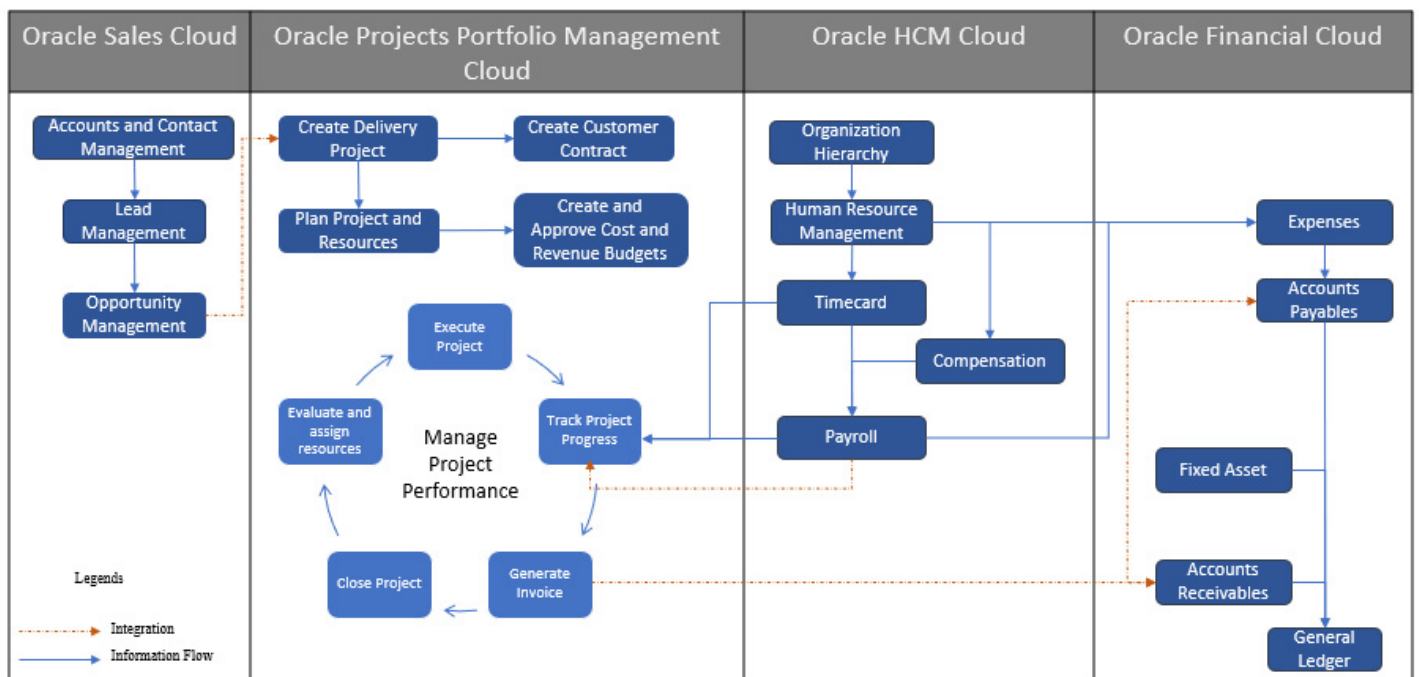 Oracle Sales Cloud
Oracle Projects Portfolio Management
Cloud
Oracle HCM Cloud
Oracle Financial Cloud
Accounts and Contact
Management
Lead
Management
Opportunity
Management
Legends
Integration
Information Flow
Create Delivery
Project
Create Customer
Contract
Plan Project and
Resources
Create and
Approve Cost and
Revenue Budgets
Execute
Project
Evaluate and
assign
resources
Manage
Project
Performance
Track Project
Progress
Close Project
Generate
Invoice
Organization
Hierarchy
Human Resource
Management
Timecard
Compensation
Payroll
Expenses
Accounts
Payables
Fixed Asset
Accounts
Receivables
General
Ledger